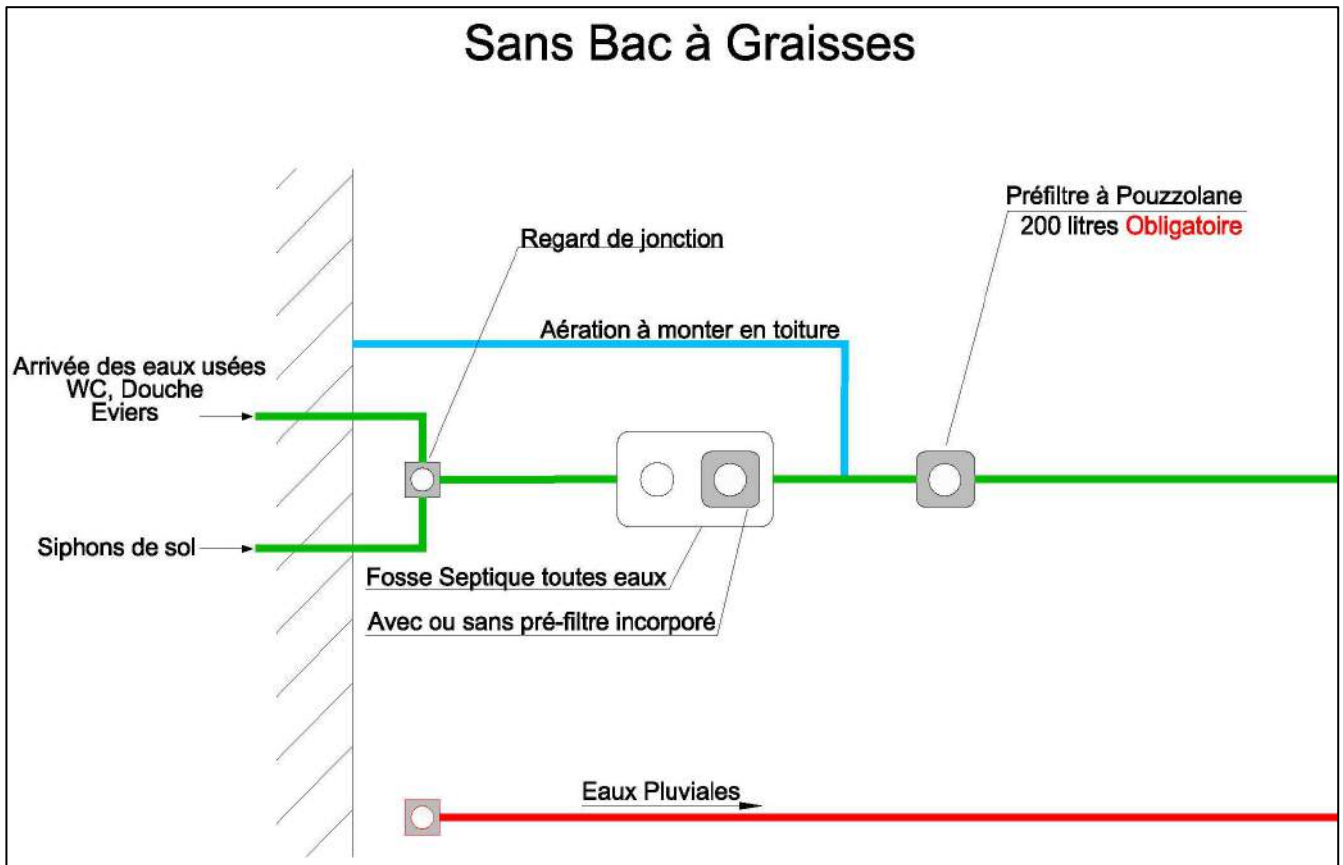 Sans Bac à Graisses
Préfiltre à Pouzzolane
200 litres Obligatoire
Regard de jonction
Aération à monter en toiture
Arrivée des eaux usées
WC, Douche
Eviers
Siphons de sol
Fosse Septique toutes eaux
Avec ou sans pré-filtre incorporé
Eaux Pluviales